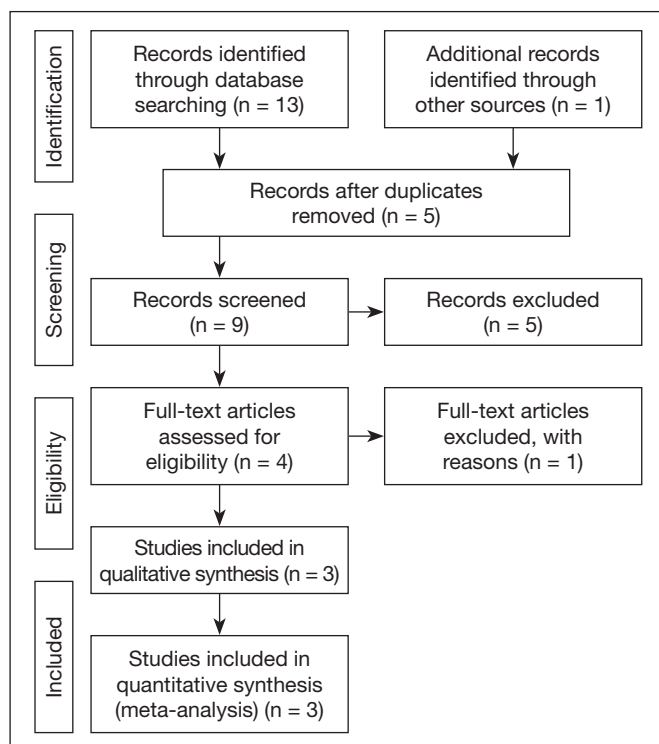 Identification
Records identified
through database
searching (n = 13)
Additional records
identified through
other sources (n = 1)
Records after duplicates
removed (n = 5)
Screening
Records screened
(n = 9)
Records excluded
(n = 5)
Eligibility
Full-text articles
assessed for
eligibility (n = 4)
Full-text articles
excluded, with
reasons (n = 1)
Studies included in
qualitative synthesis (n = 3)
Included
Studies included in
quantitative synthesis
(meta-analysis) (n = 3)